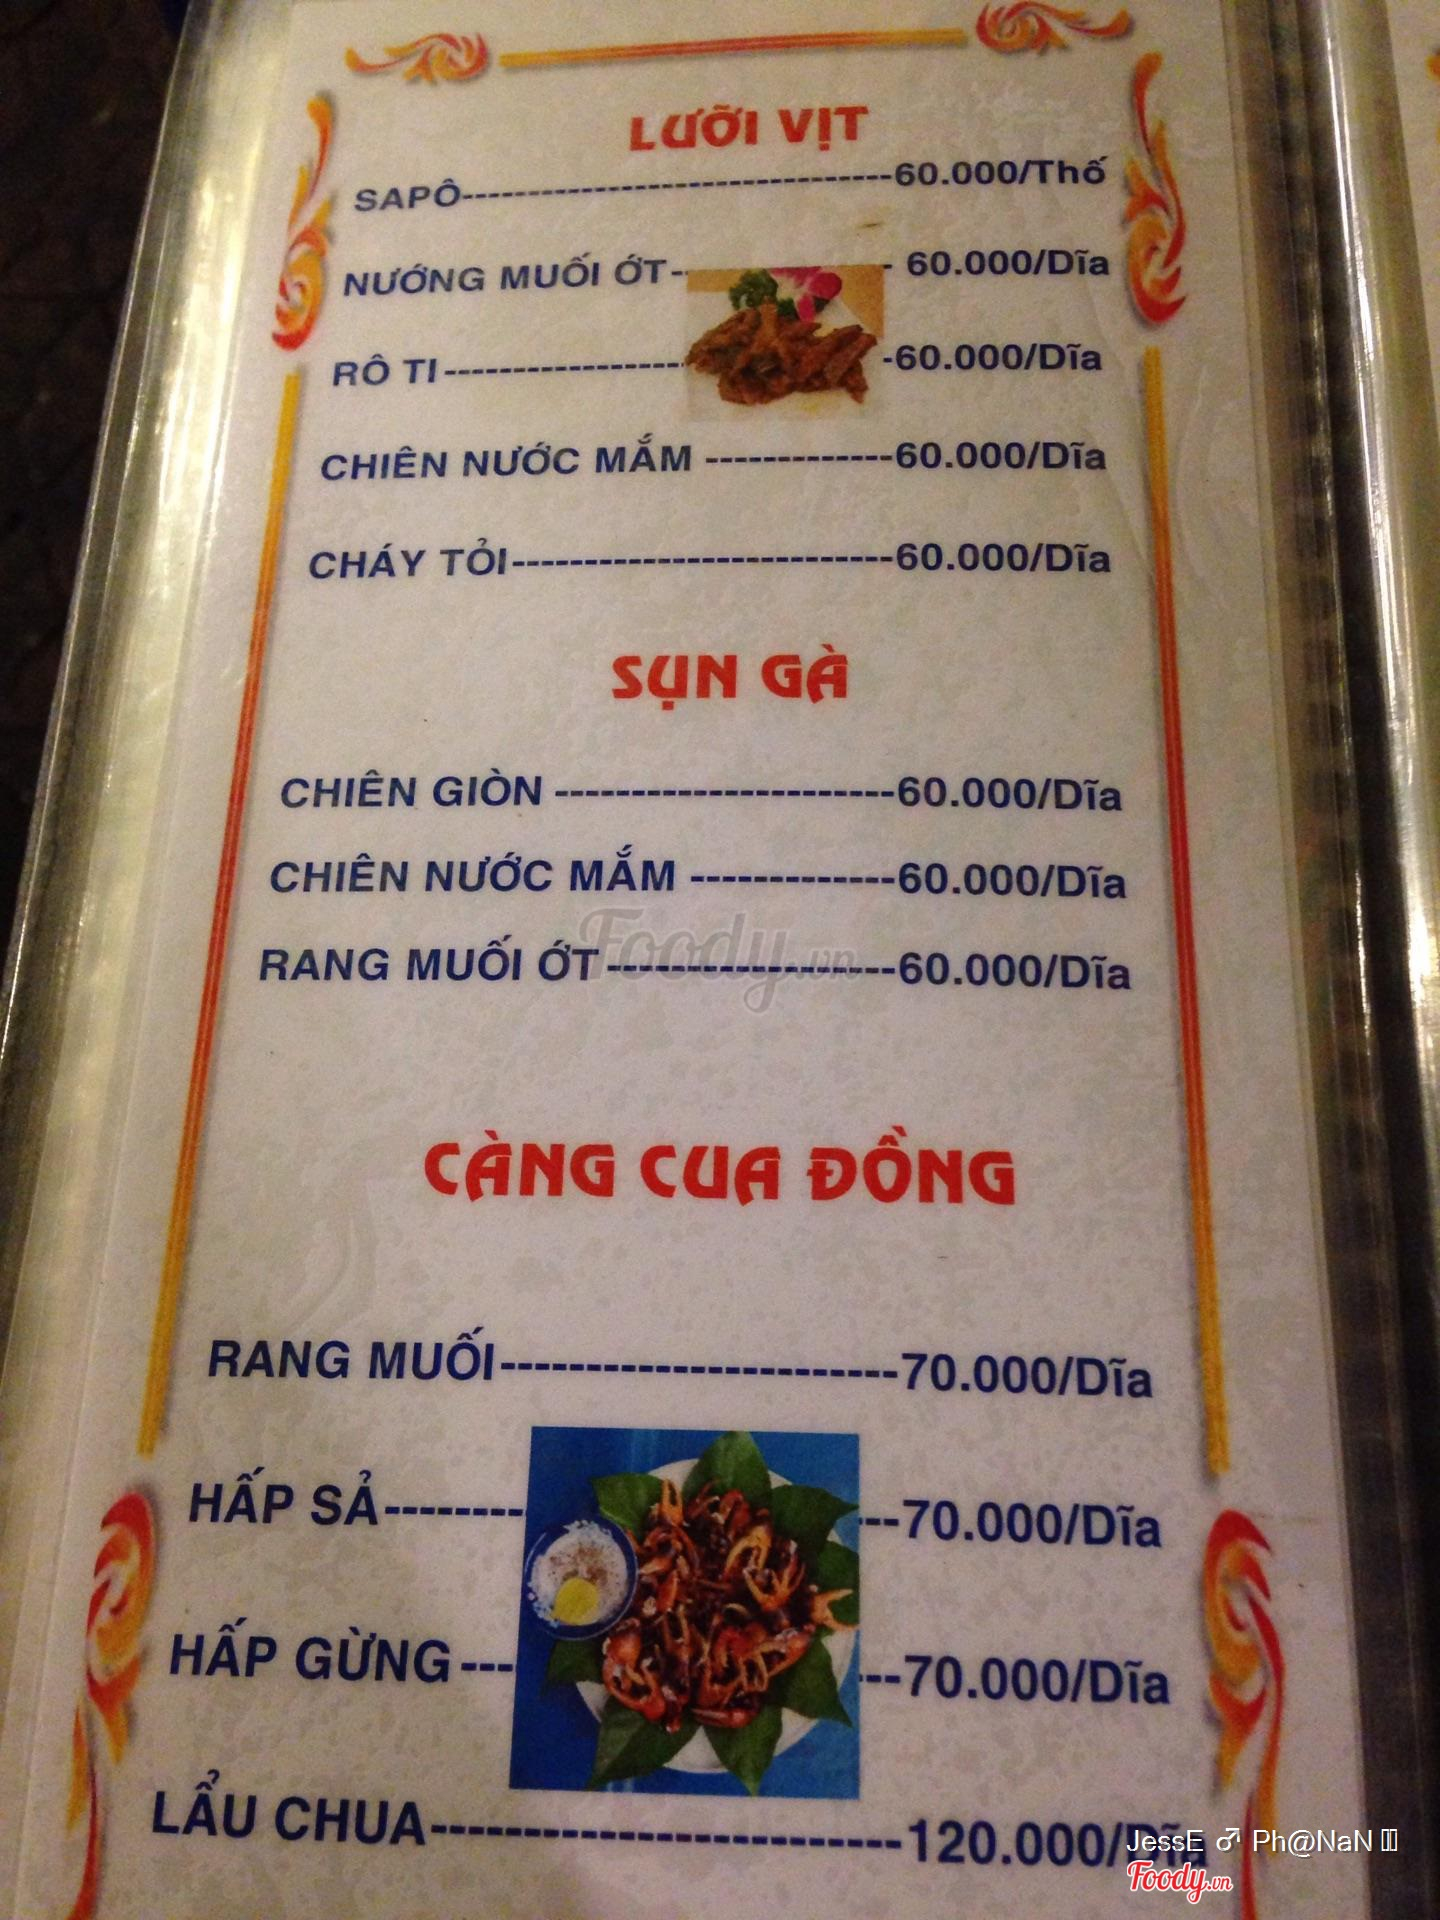 LƯỠI VỊT
SAPÔ--------------------------------60.000/Thố
NƯỚNG MUỐI ỚT-- 60.000/Dĩa
RÔ TI-------------------60.000/Dĩa
CHIÊN NƯỚC MẮM -------------60.000/Dĩa
CHÁY TỎI--------------------------60.000/Dĩa
SỤN GÀ
CHIÊN GIÒN ----------------------60.000/Dĩa
CHIÊN NƯỚC MẮM -------------60.000/Dĩa
RANG MUỐI ỚT-------------------60.000/Dĩa
Foody.vn
CÀNG CUA ĐỒNG
RANG MUỐI-----------------------70.000/Dĩa
HẤP SẢ----------70.000/Dĩa
HẤP GỪNG-----70.000/Dĩa
LẨU CHUA---------------------------120.000/Dĩa
JessE ♂ Ph@NaN
Foody.vn